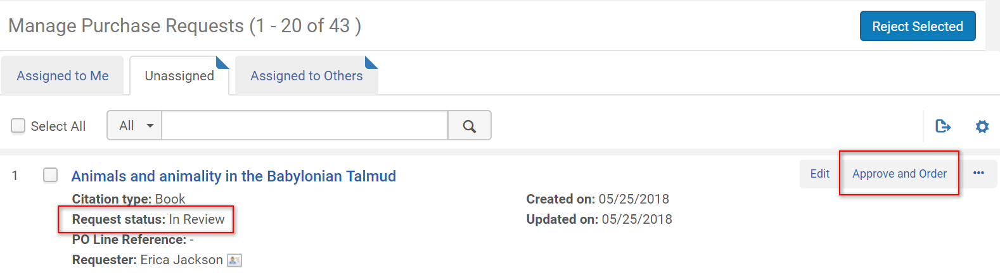 Manage Purchase Requests (1 - 20 of 43 )
Reject Selected
Assigned to Me
Unassigned
Assigned to Others
Select All
All
1
Animals and animality in the Babylonian Talmud
Edit
Approve and Order
•••
Citation type: Book
Created on: 05/25/2018
Request status: In Review
Updated on: 05/25/2018
PO Line Reference: -
Requester: Erica Jackson